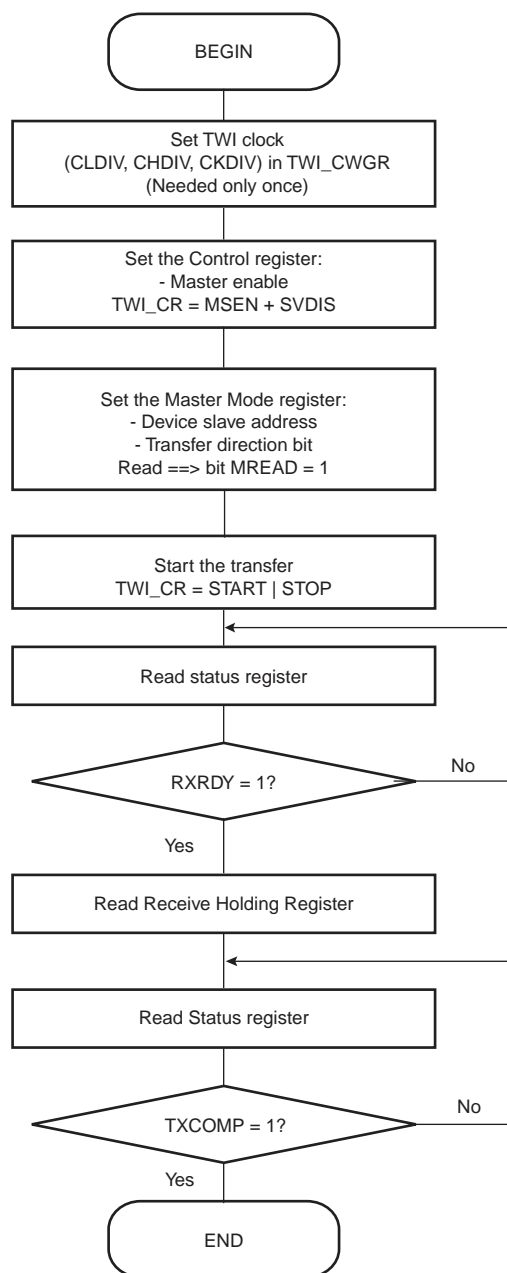 BEGIN
Set TWI clock
(CLDIV, CHDIV, CKDIV) in TWI_CWGR
(Needed only once)
Set the Control register:
- Master enable
TWI_CR = MSEN + SVDIS
Set the Master Mode register:
- Device slave address
- Transfer direction bit
Read ==> bit MREAD = 1
Start the transfer
TWI_CR = START | STOP
Read status register
RXRDY = 1?
No
Yes
Read Receive Holding Register
Read Status register
TXCOMP = 1?
No
Yes
END